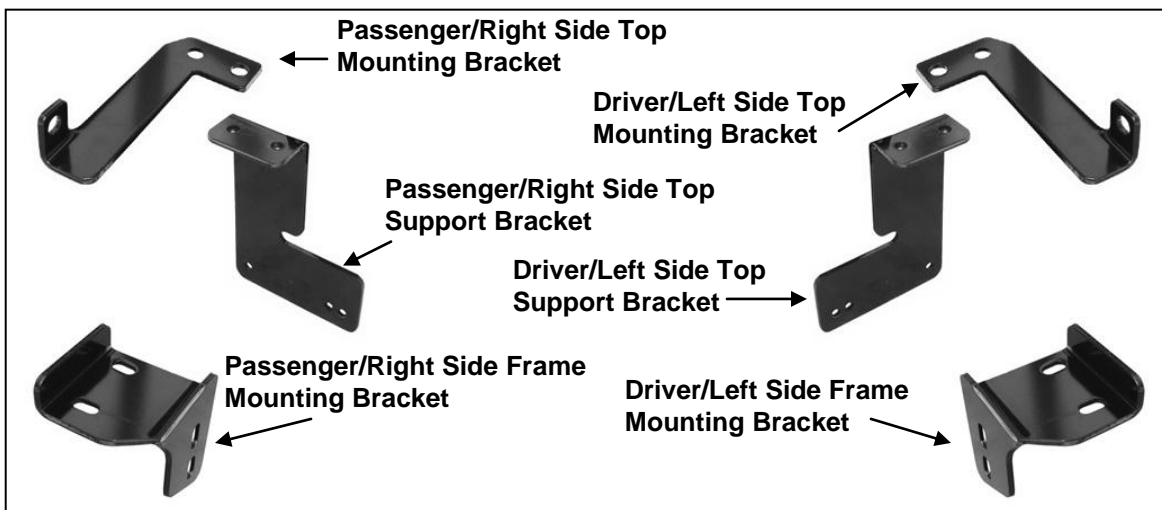 Passenger/Right Side Top
Mounting Bracket
Driver/Left Side Top
Mounting Bracket
Passenger/Right Side Top
Support Bracket
Driver/Left Side Top
Support Bracket
Passenger/Right Side Frame
Mounting Bracket
Driver/Left Side Frame
Mounting Bracket